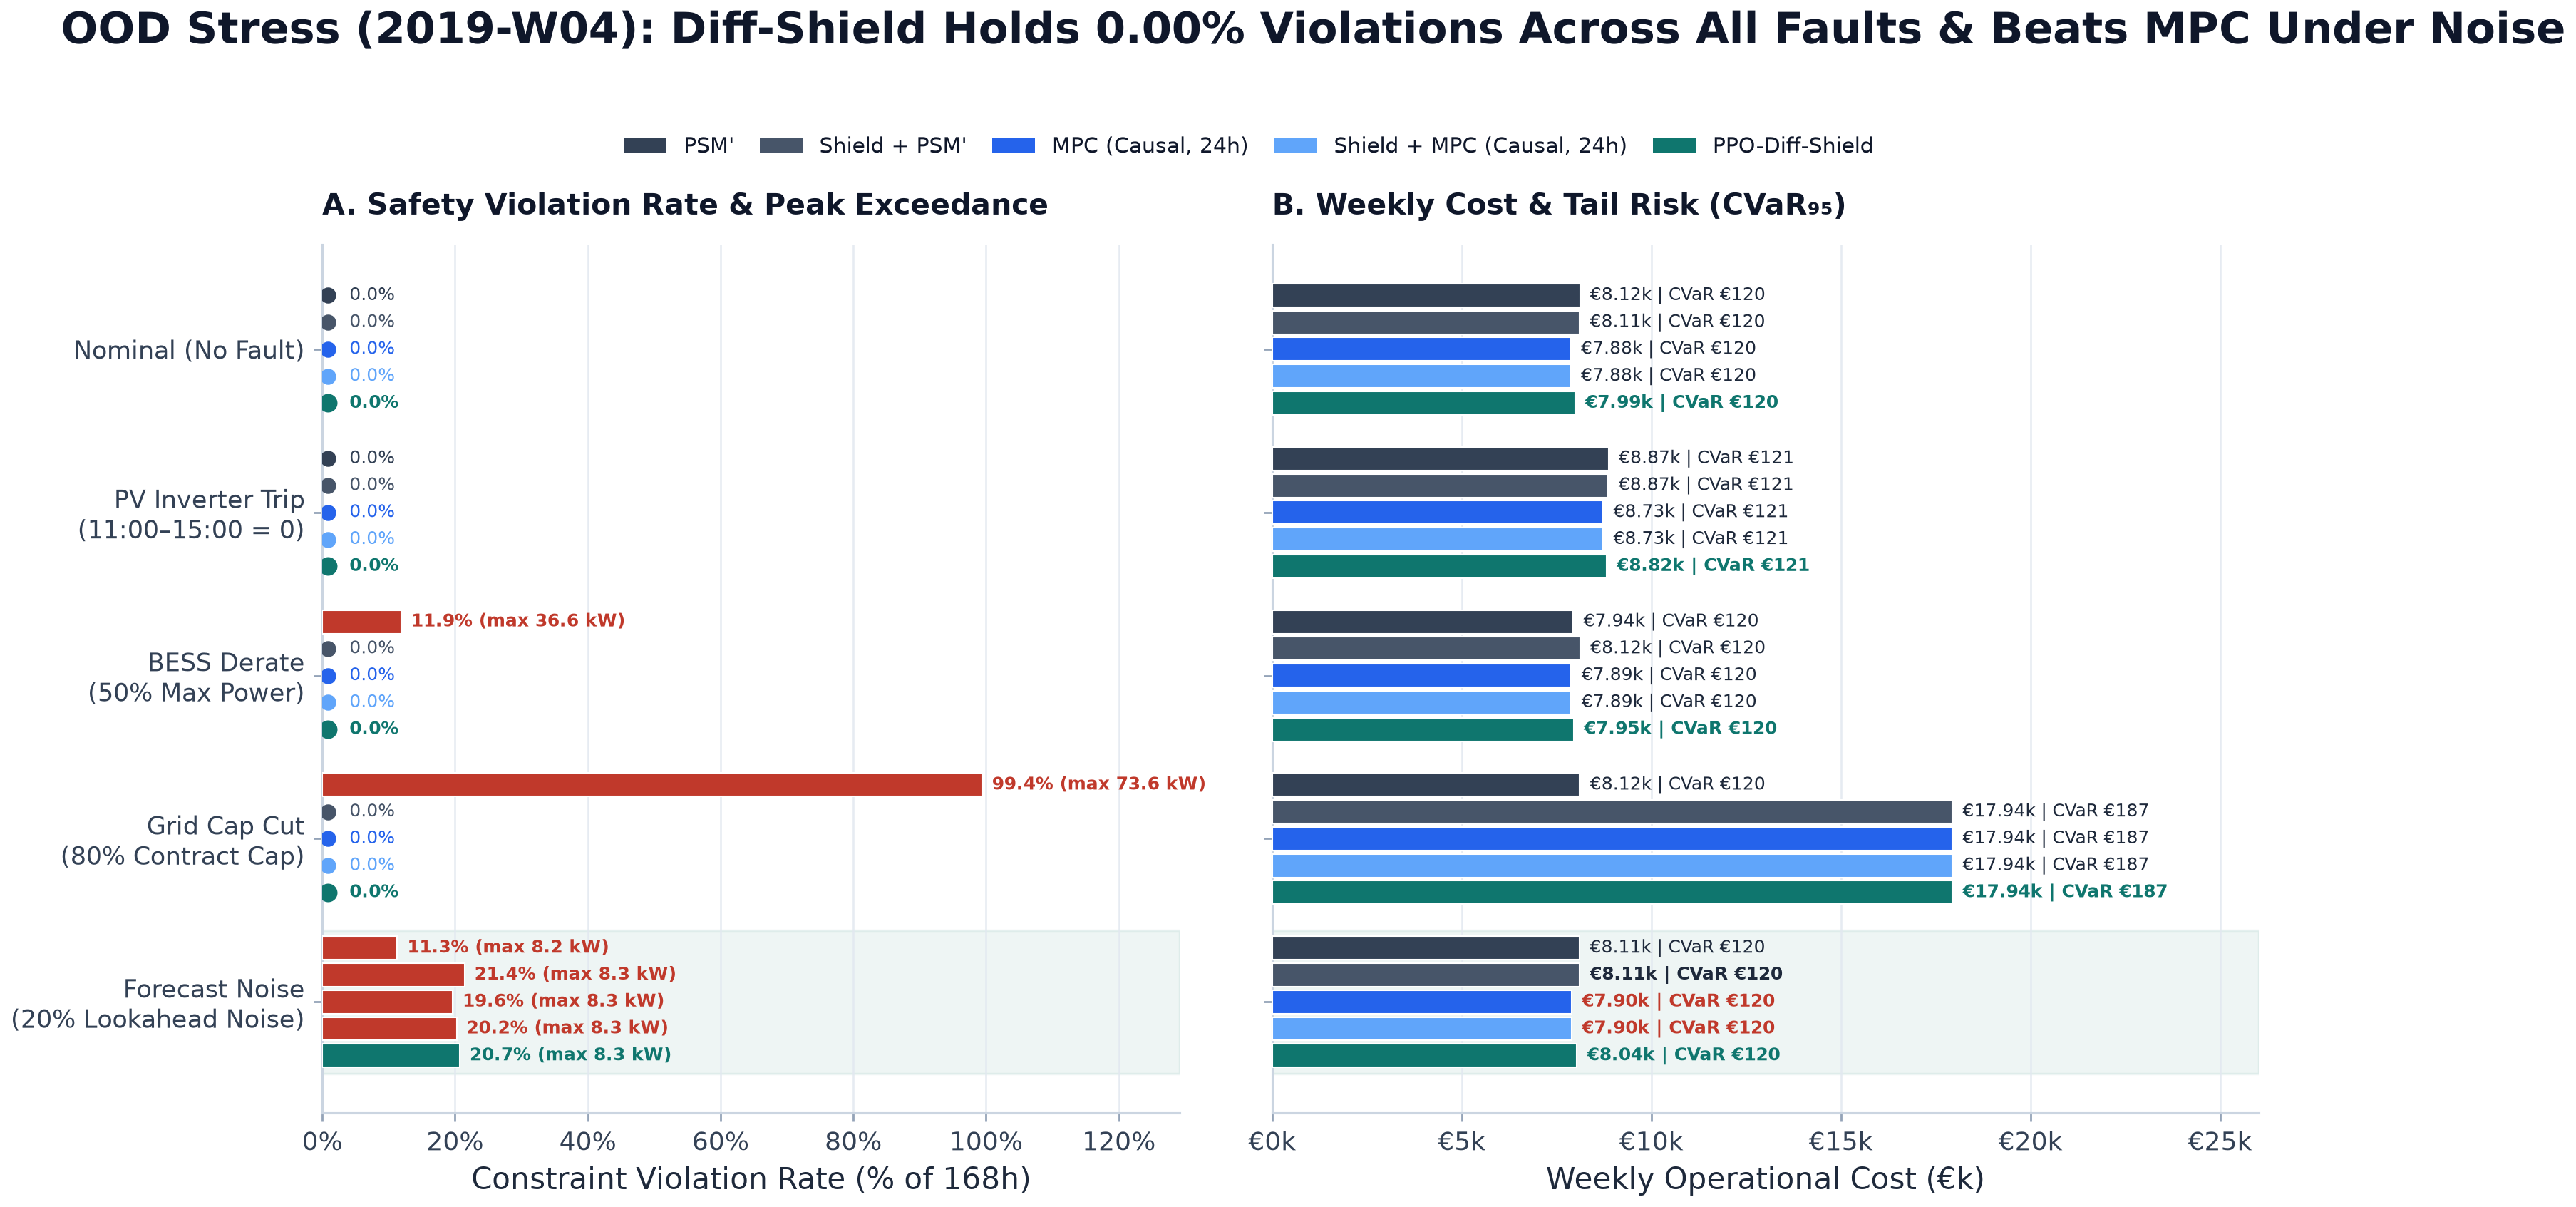 OOD Stress (2019-W04): Diff-Shield Holds 0.00% Violations Across All Faults & Beats MPC Under Noise
PSM' Shield + PSM' MPC (Causal, 24h) Shield + MPC (Causal, 24h) PPO-Diff-Shield
A. Safety Violation Rate & Peak Exceedance
Nominal (No Fault)
0.0%
0.0%
0.0%
0.0%
0.0%
PV Inverter Trip
(11:00–15:00 = 0)
0.0%
0.0%
0.0%
0.0%
0.0%
BESS Derate
(50% Max Power)
11.9% (max 36.6 kW)
0.0%
0.0%
0.0%
0.0%
Grid Cap Cut
(80% Contract Cap)
99.4% (max 73.6 kW)
0.0%
0.0%
0.0%
0.0%
Forecast Noise
(20% Lookahead Noise)
11.3% (max 8.2 kW)
21.4% (max 8.3 kW)
19.6% (max 8.3 kW)
20.2% (max 8.3 kW)
20.7% (max 8.3 kW)
0% 20% 40% 60% 80% 100% 120%
Constraint Violation Rate (% of 168h)
B. Weekly Cost & Tail Risk (CVaR₉₅)
€8.12k | CVaR €120
€8.11k | CVaR €120
€7.88k | CVaR €120
€7.88k | CVaR €120
€7.99k | CVaR €120
€8.87k | CVaR €121
€8.87k | CVaR €121
€8.73k | CVaR €121
€8.73k | CVaR €121
€8.82k | CVaR €121
€7.94k | CVaR €120
€8.12k | CVaR €120
€7.89k | CVaR €120
€7.89k | CVaR €120
€7.95k | CVaR €120
€8.12k | CVaR €120
€17.94k | CVaR €187
€17.94k | CVaR €187
€17.94k | CVaR €187
€17.94k | CVaR €187
€8.11k | CVaR €120
€8.11k | CVaR €120
€7.90k | CVaR €120
€7.90k | CVaR €120
€8.04k | CVaR €120
€0k €5k €10k €15k €20k €25k
Weekly Operational Cost (€k)